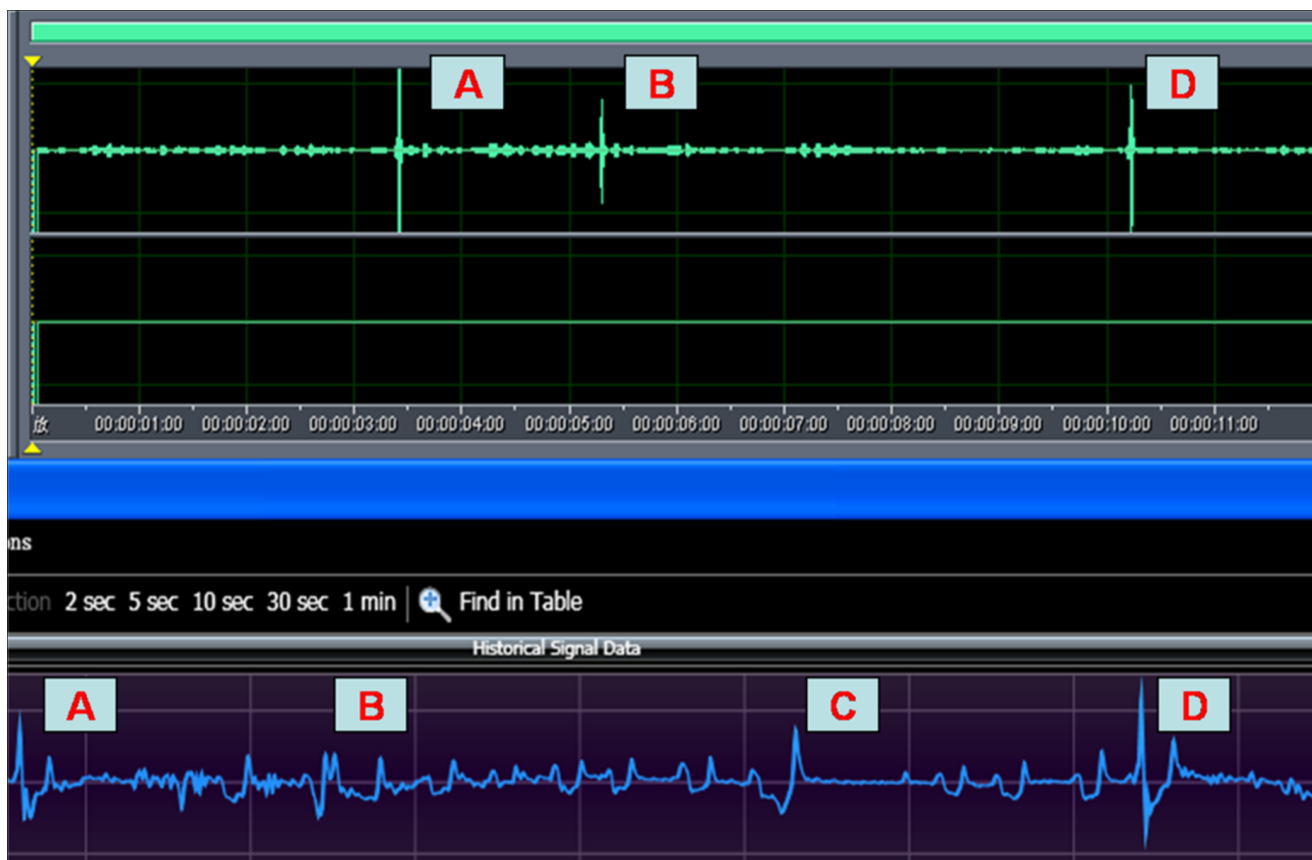 A B D
放 00:00:01:00 00:00:02:00 00:00:03:00 00:00:04:00 00:00:05:00 00:00:06:00 00:00:07:00 00:00:08:00 00:00:09:00 00:00:10:00 00:00:11:00
ons
ction 2 sec 5 sec 10 sec 30 sec 1 min Find in Table
Historical Signal Data
A B C D